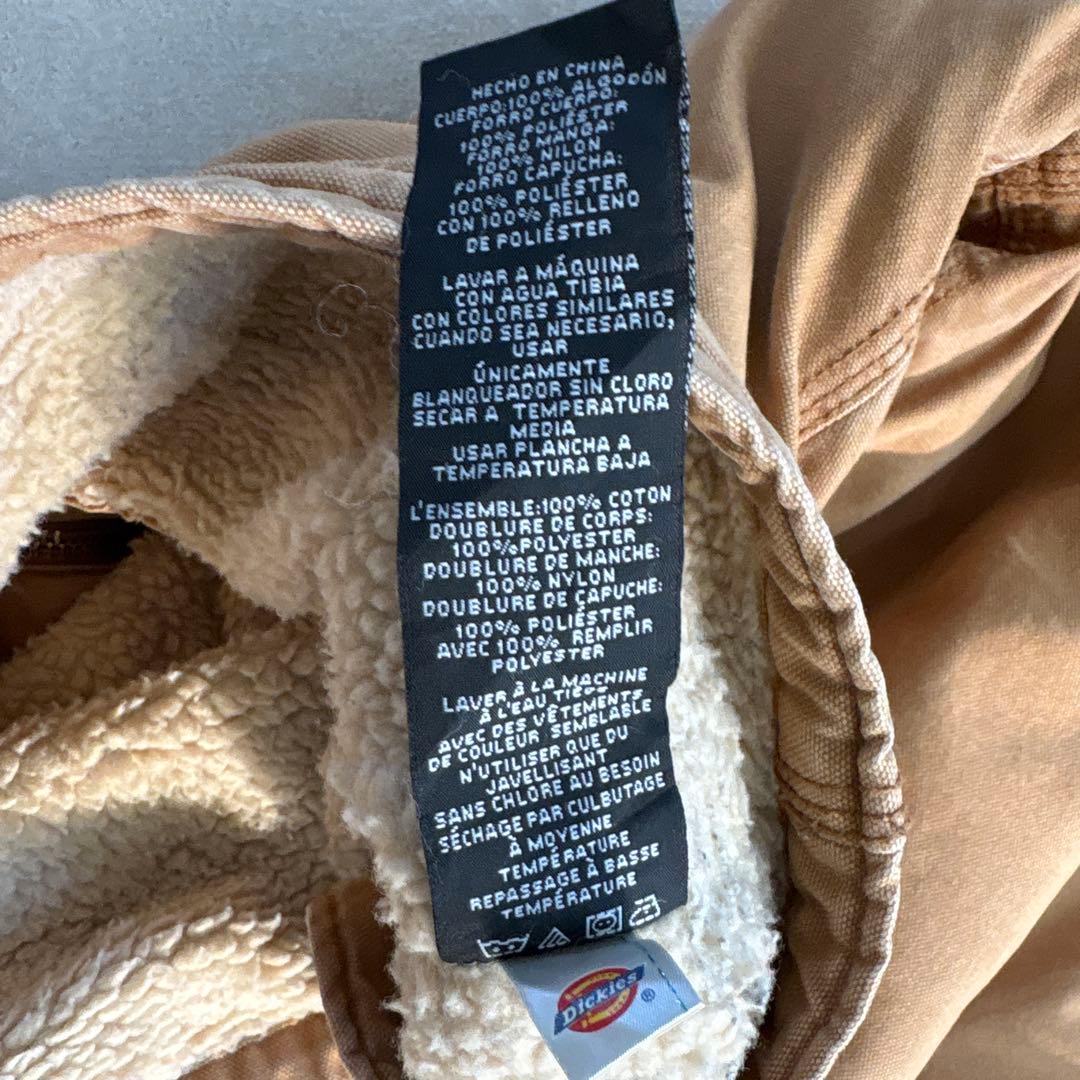 HECHO EN CHINA
CUERPO:100% ALGODÓN
FORRO CUERPO:
100% POLIÉSTER
FORRO MANGA:
100% NILON
FORRO CAPUCHA:
100% POLIÉSTER
CON 100% RELLENO
DE POLIÉSTER
LAVAR A MÁQUINA
CON AGUA TIBIA
CON COLORES SIMILARES
CUANDO SEA NECESARIO,
USAR
ÚNICAMENTE
BLANQUEADOR SIN CLORO
SECAR A TEMPERATURA
MEDIA
USAR PLANCHA A
TEMPERATURA BAJA
L'ENSEMBLE:100% COTON
DOUBLURE DE CORPS:
100%POLYESTER
DOUBLURE DE MANCHE:
100% NYLON
DOUBLURE DE CAPUCHE:
100% POLIÉSTER
AVEC 100% REMPLIR
POLYESTER
LAVER À LA MACHINE
À L'EAU TIÈDE
AVEC DES VÊTEMENTS
DE COULEUR SEMBLABLE
N'UTILISER QUE DU
JAVELLISANT
SANS CHLORE AU BESOIN
SÉCHAGE PAR CULBUTAGE
À MOYENNE
TEMPÉRATURE
REPASSAGE À BASSE
TEMPÉRATURE
Dickies®